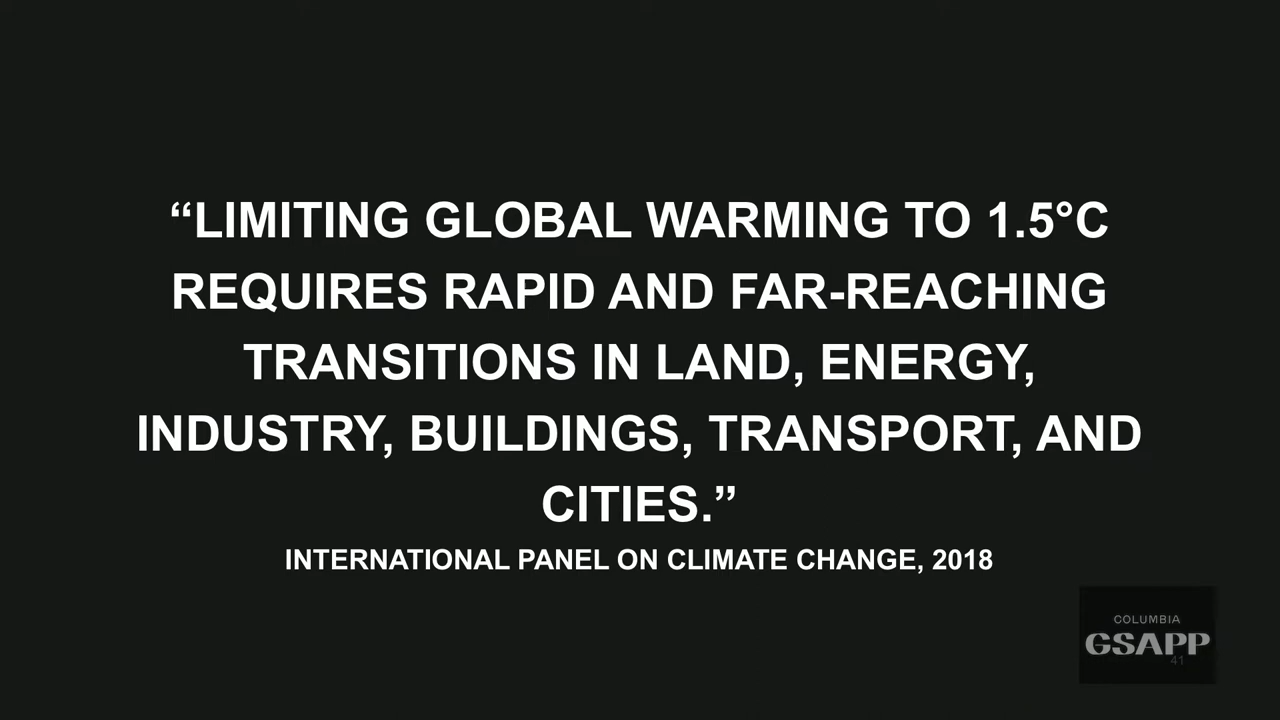 “LIMITING GLOBAL WARMING TO 1.5°C
REQUIRES RAPID AND FAR-REACHING
TRANSITIONS IN LAND, ENERGY,
INDUSTRY, BUILDINGS, TRANSPORT, AND
CITIES.”
INTERNATIONAL PANEL ON CLIMATE CHANGE, 2018
COLUMBIA
GSAPP
41